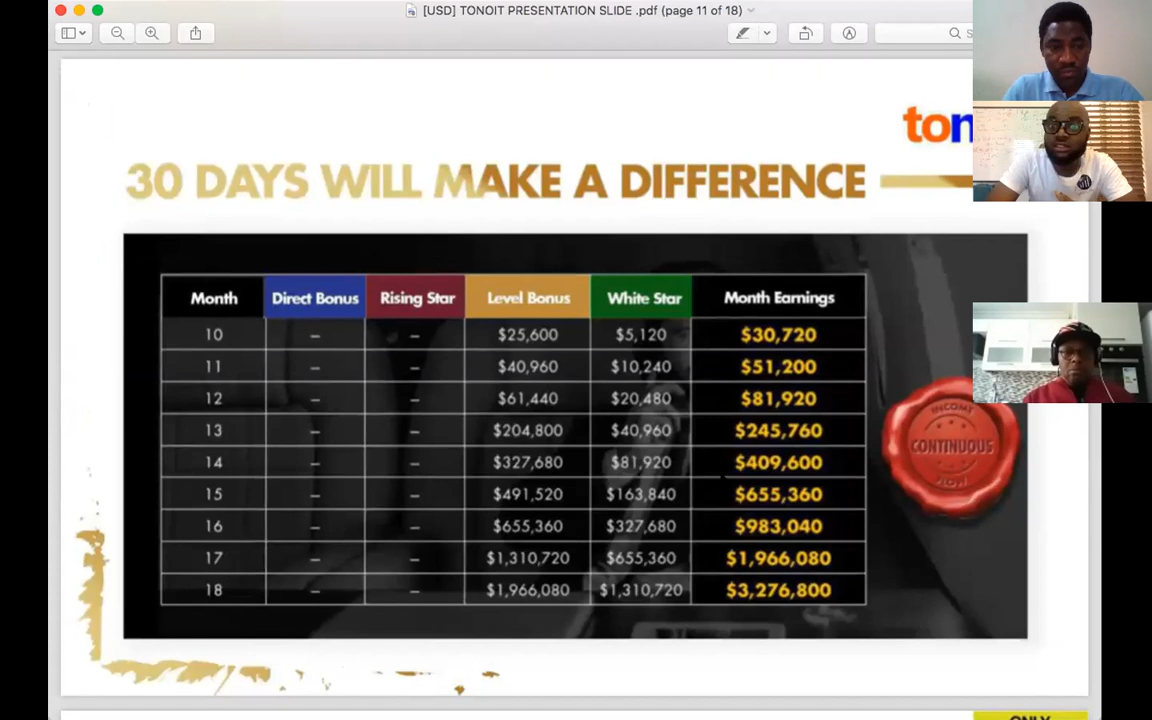 [USD] TONOIT PRESENTATION SLIDE .pdf (page 11 of 18)
30 DAYS WILL MAKE A DIFFERENCE
Month Direct Bonus Rising Star Level Bonus White Star Month Earnings
10 – – $25,600 $5,120 $30,720
11 – – $40,960 $10,240 $51,200
12 – – $61,440 $20,480 $81,920
13 – – $204,800 $40,960 $245,760
14 – – $327,680 $81,920 $409,600
15 – – $491,520 $163,840 $655,360
16 – – $655,360 $327,680 $983,040
17 – – $1,310,720 $655,360 $1,966,080
18 – – $1,966,080 $1,310,720 $3,276,800
INCOME
CONTINUOUS
FLOW
ONLY